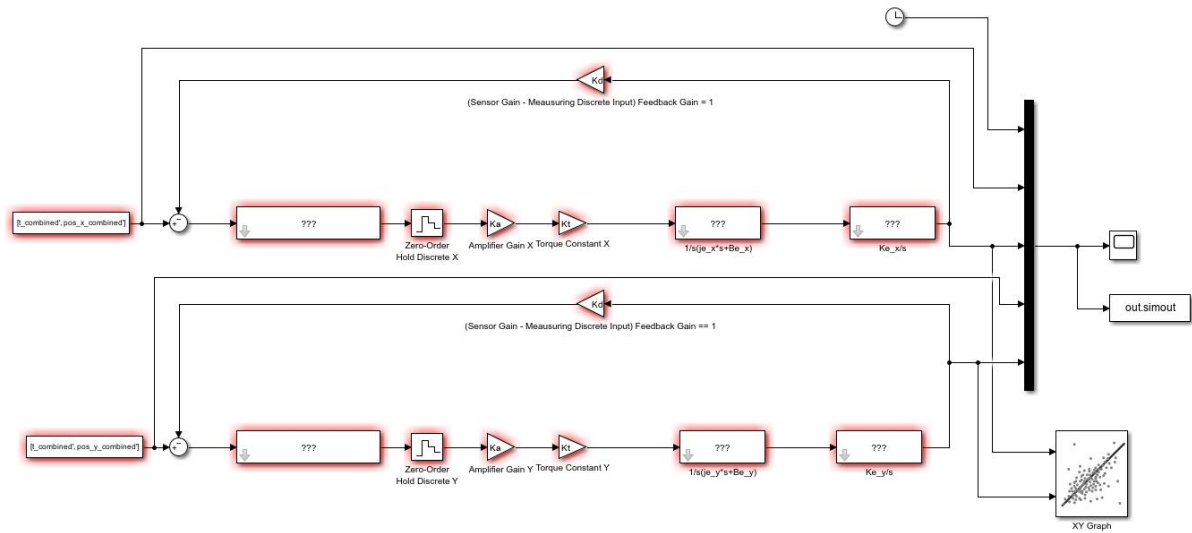 Kd
(Sensor Gain - Meausuring Discrete Input) Feedback Gain = 1
[t_combined', pos_x_combined']
+
-
???
Zero-Order
Hold Discrete X
Ka
Amplifier Gain X
Kt
Torque Constant X
???
1/s(je_x*s+Be_x)
???
Ke_x/s
out.simout
Kd
(Sensor Gain - Meausuring Discrete Input) Feedback Gain == 1
[t_combined', pos_y_combined']
+
-
???
Zero-Order
Hold Discrete Y
Ka
Amplifier Gain Y
Kt
Torque Constant Y
???
1/s(je_y*s+Be_y)
???
Ke_y/s
XY Graph